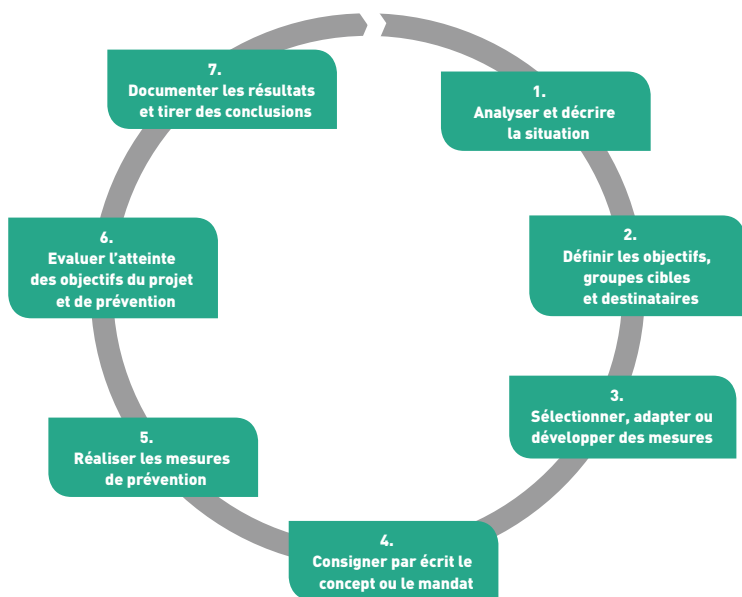 1.
Analyser et décrire
la situation
2.
Définir les objectifs,
groupes cibles
et destinataires
3.
Sélectionner, adapter ou
développer des mesures
4.
Consigner par écrit le
concept ou le mandat
5.
Réaliser les mesures
de prévention
6.
Evaluer l’atteinte
des objectifs du projet
et de prévention
7.
Documenter les résultats
et tirer des conclusions